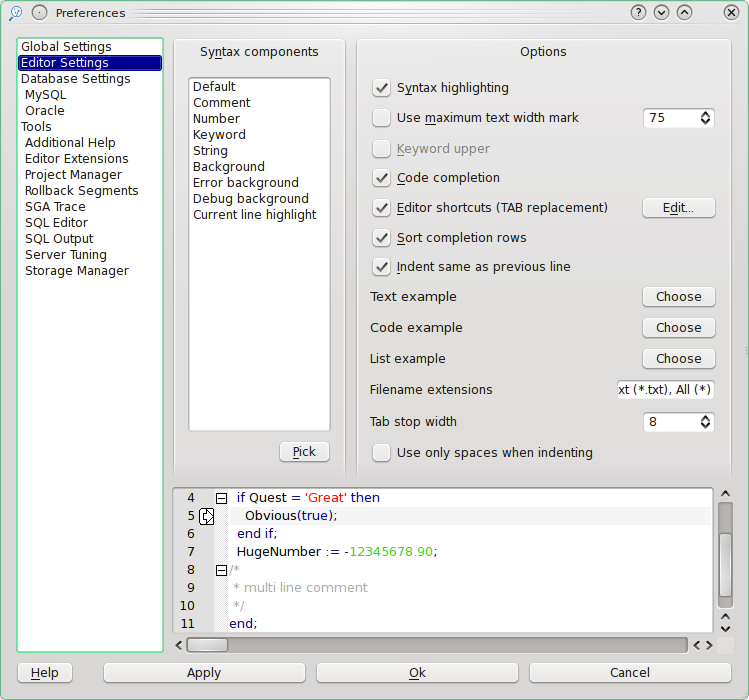 Preferences
Global Settings
Editor Settings
Database Settings
MySQL
Oracle
Tools
Additional Help
Editor Extensions
Project Manager
Rollback Segments
SGA Trace
SQL Editor
SQL Output
Server Tuning
Storage Manager
Syntax components
Default
Comment
Number
Keyword
String
Background
Error background
Debug background
Current line highlight
Pick
Options
Syntax highlighting
Use maximum text width mark 75
Keyword upper
Code completion
Editor shortcuts (TAB replacement) Edit...
Sort completion rows
Indent same as previous line
Text example Choose
Code example Choose
List example Choose
Filename extensions xt (*.txt), All (*)
Tab stop width 8
Use only spaces when indenting
4 if Quest = 'Great' then
5 Obvious(true);
6 end if;
7 HugeNumber := -12345678.90;
8 /*
9 * multi line comment
10 */
11 end;
Help Apply Ok Cancel